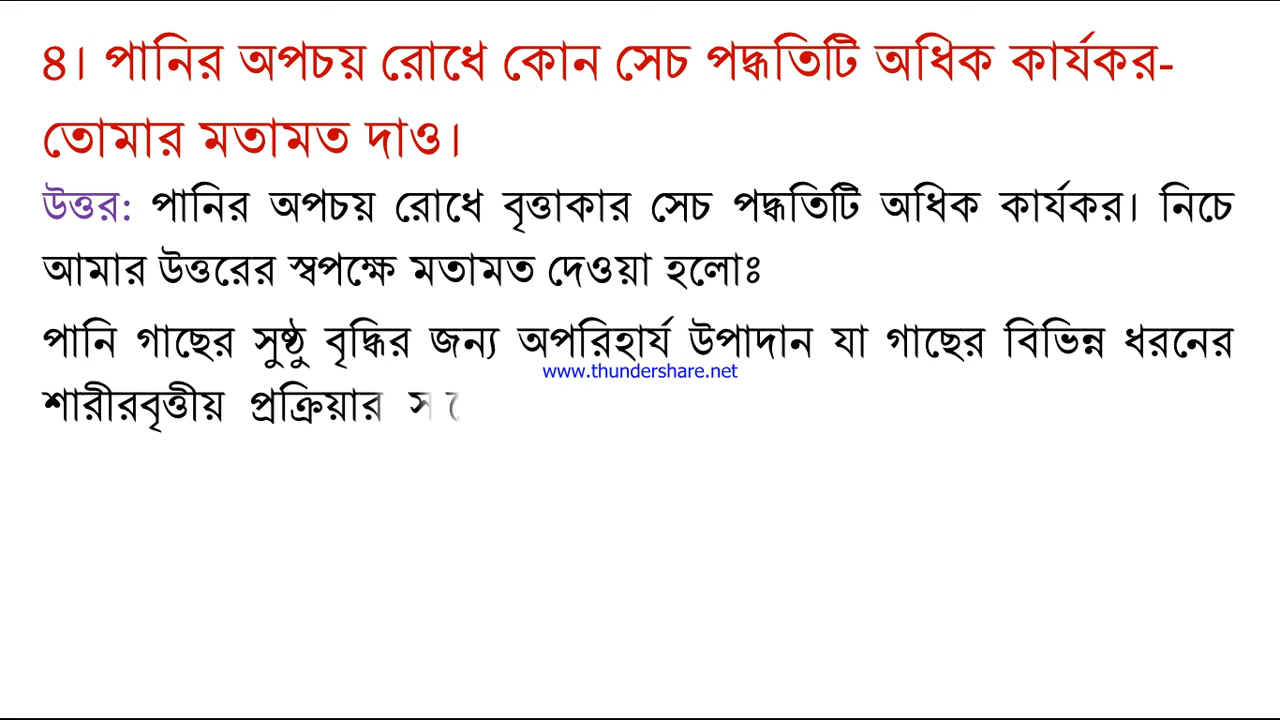 ৪। পানির অপচয় রোধে কোন সেচ পদ্ধতিটি অধিক কার্যকর-
তোমার মতামত দাও।
উত্তর: পানির অপচয় রোধে বৃত্তাকার সেচ পদ্ধতিটি অধিক কার্যকর। নিচে
আমার উত্তরের স্বপক্ষে মতামত দেওয়া হলোঃ
পানি গাছের সুষ্ঠু বৃদ্ধির জন্য অপরিহার্য উপাদান যা গাছের বিভিন্ন ধরনের
www.thundershare.net
শারীরবৃত্তীয় প্রক্রিয়ার